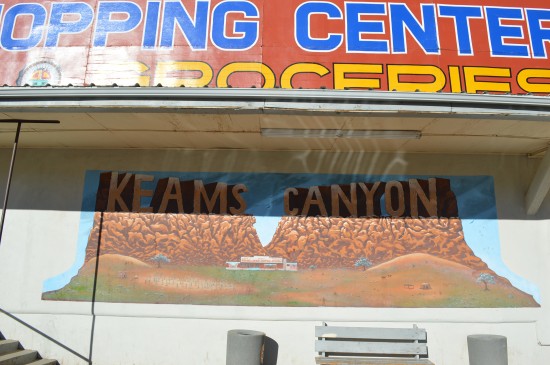 OPPING CENTER
GROCERIES
KEAMS CANYON